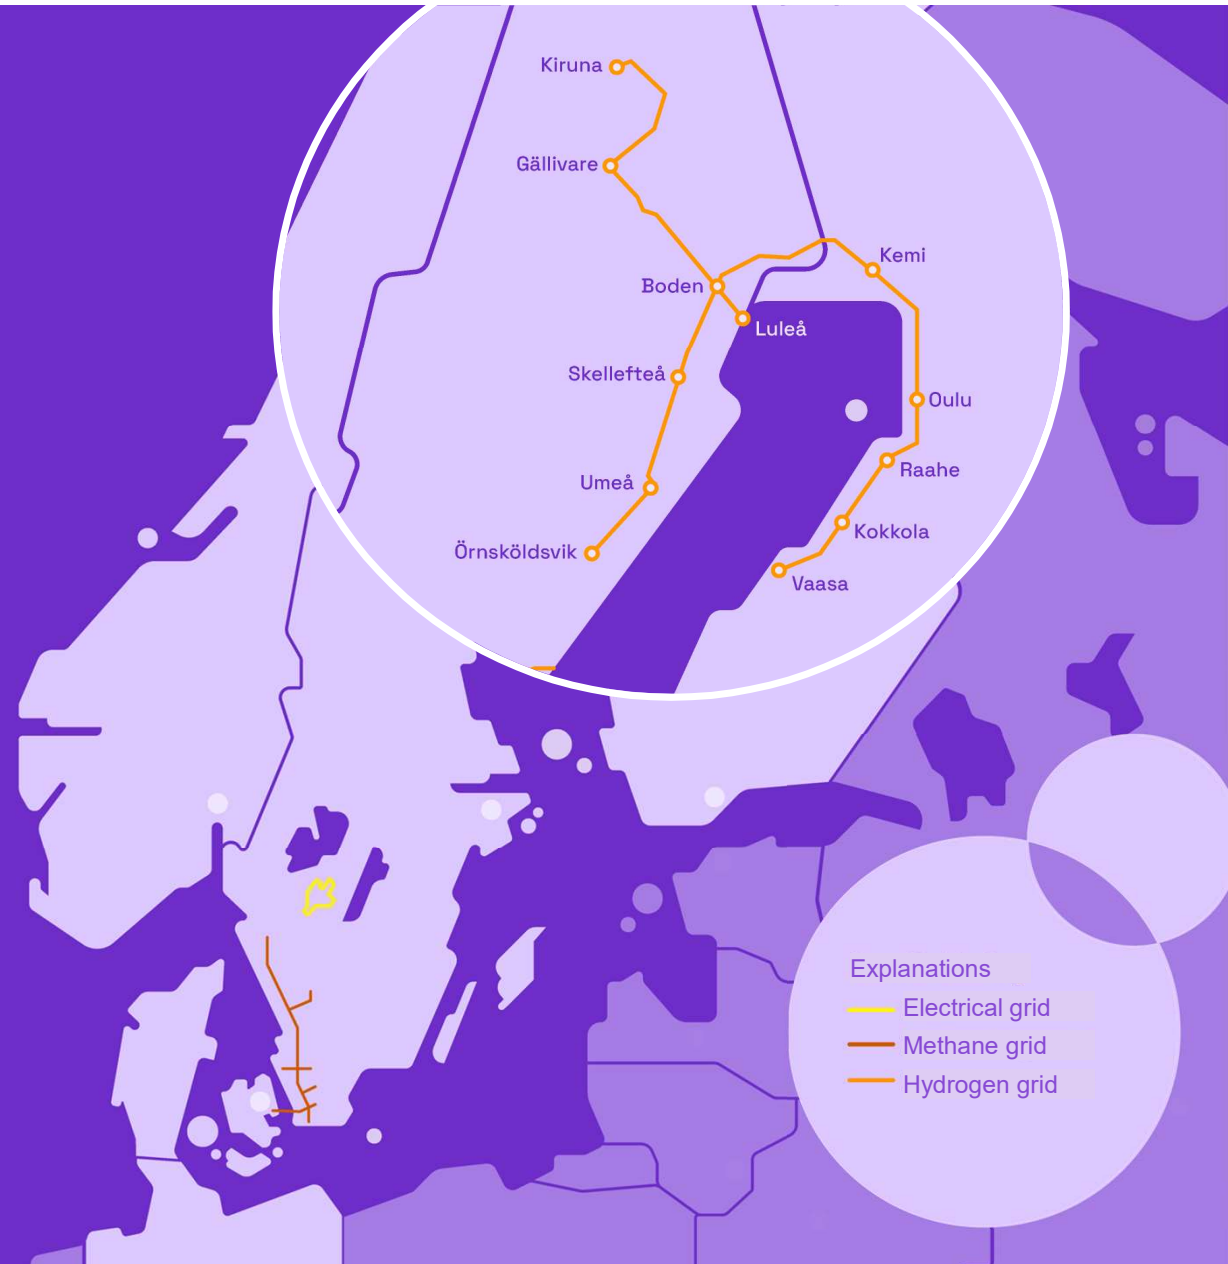 Kiruna
Gällivare
Kemi
Boden
Luleå
Skellefteå
Oulu
Raahe
Umeå
Kokkola
Örnsköldsvik
Vaasa
Explanations
Electrical grid
Methane grid
Hydrogen grid